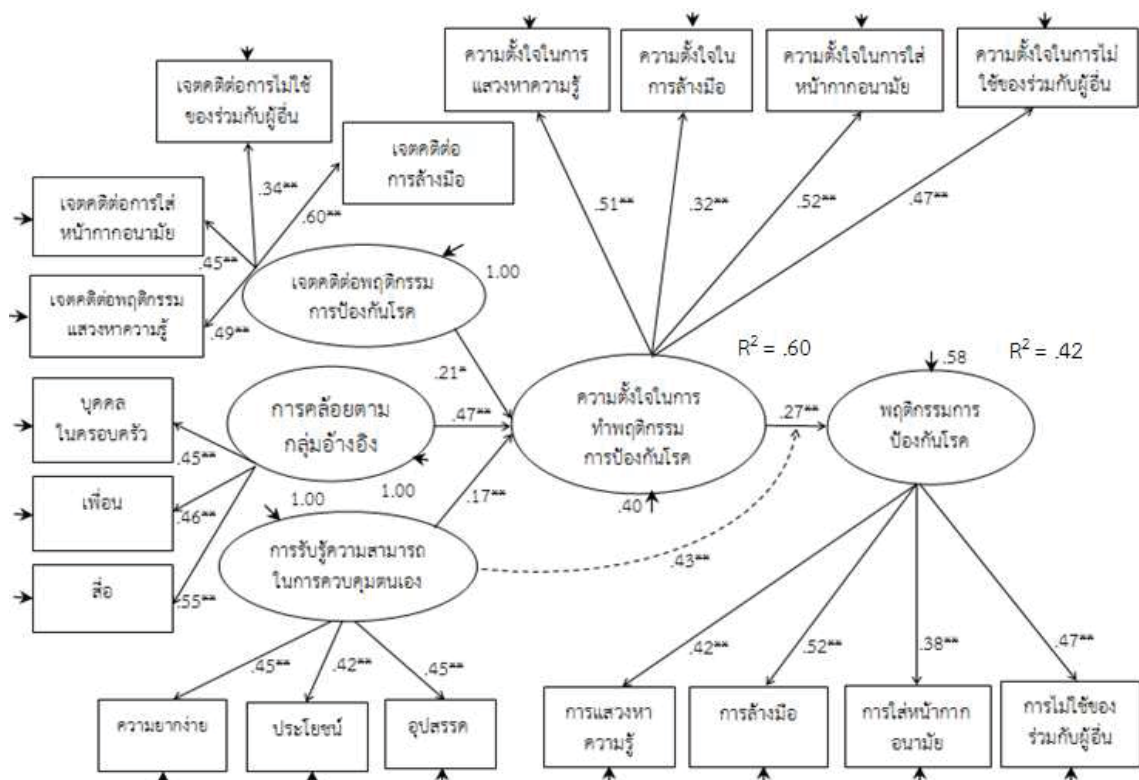 ความตั้งใจในการ
แสวงหาความรู้
ความตั้งใจใน
การล้างมือ
ความตั้งใจในการใส่
หน้ากากอนามัย
ความตั้งใจในการไม่
ใช้ของร่วมกับผู้อื่น
เจตคติต่อการไม่ใช้
ของร่วมกับผู้อื่น
เจตคติต่อ
การล้างมือ
เจตคติต่อการใส่
หน้ากากอนามัย
เจตคติต่อพฤติกรรม
แสวงหาความรู้
.34**
.60**
.45**
.49**
.51**
.32**
.52**
.47**
เจตคติต่อพฤติกรรม
การป้องกันโรค
1.00
.21*
R² = .60
R² = .42
.58
บุคคล
ในครอบครัว
เพื่อน
สื่อ
.45**
.46**
.55**
การคล้อยตาม
กลุ่มอ้างอิง
.47**
1.00
ความตั้งใจในการ
ทำพฤติกรรม
การป้องกันโรค
.40
.27**
พฤติกรรมการ
ป้องกันโรค
1.00
.17**
การรับรู้ความสามารถ
ในการควบคุมตนเอง
.43**
.45**
.42**
.45**
ความยากง่าย
ประโยชน์
อุปสรรค
.42**
.52**
.38**
.47**
การแสวงหา
ความรู้
การล้างมือ
การใส่หน้ากาก
อนามัย
การไม่ใช้ของ
ร่วมกับผู้อื่น